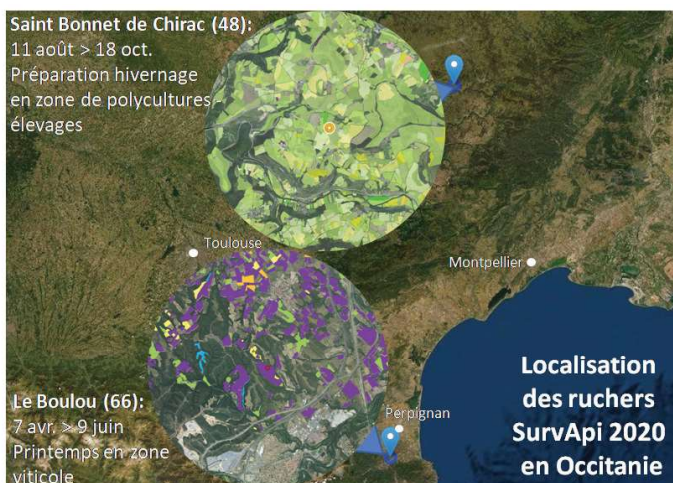 Saint Bonnet de Chirac (48):
11 août > 18 oct.
Préparation hivernage
en zone de polycultures
élevages
Toulouse
Montpellier
Le Boulou (66):
7 avr. > 9 juin
Printemps en zone
viticole
Perpignan
Localisation
des ruchers
SurvApi 2020
en Occitanie